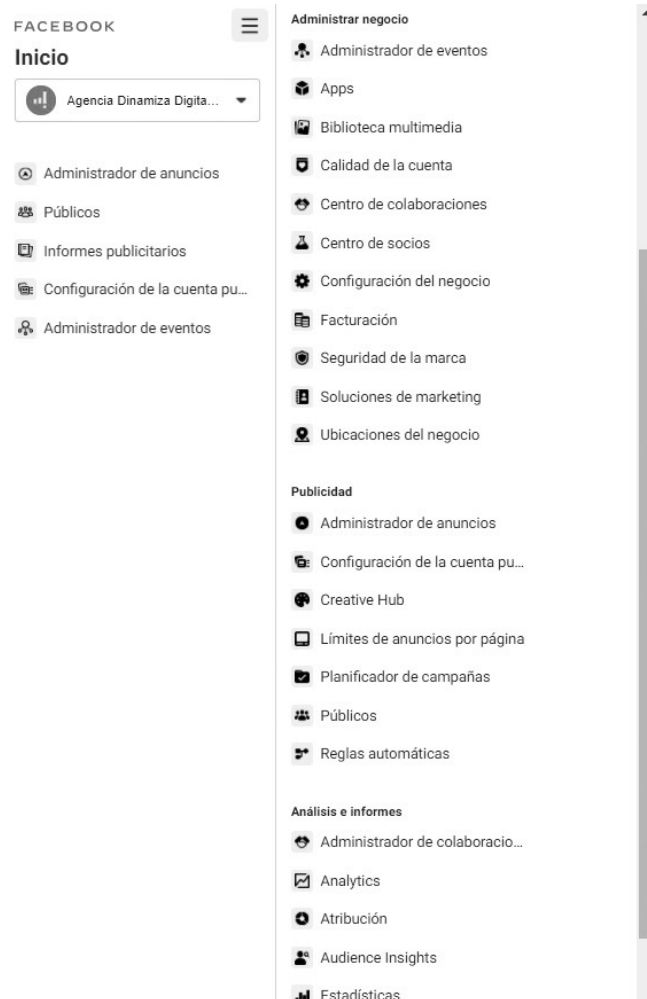 FACEBOOK
Inicio
Agencia Dinamiza Digita...
Administrador de anuncios
Públicos
Informes publicitarios
Configuración de la cuenta pu...
Administrador de eventos
Administrar negocio
Administrador de eventos
Apps
Biblioteca multimedia
Calidad de la cuenta
Centro de colaboraciones
Centro de socios
Configuración del negocio
Facturación
Seguridad de la marca
Soluciones de marketing
Ubicaciones del negocio
Publicidad
Administrador de anuncios
Configuración de la cuenta pu...
Creative Hub
Límites de anuncios por página
Planificador de campañas
Públicos
Reglas automáticas
Análisis e informes
Administrador de colaboracio...
Analytics
Atribución
Audience Insights
Estadísticas